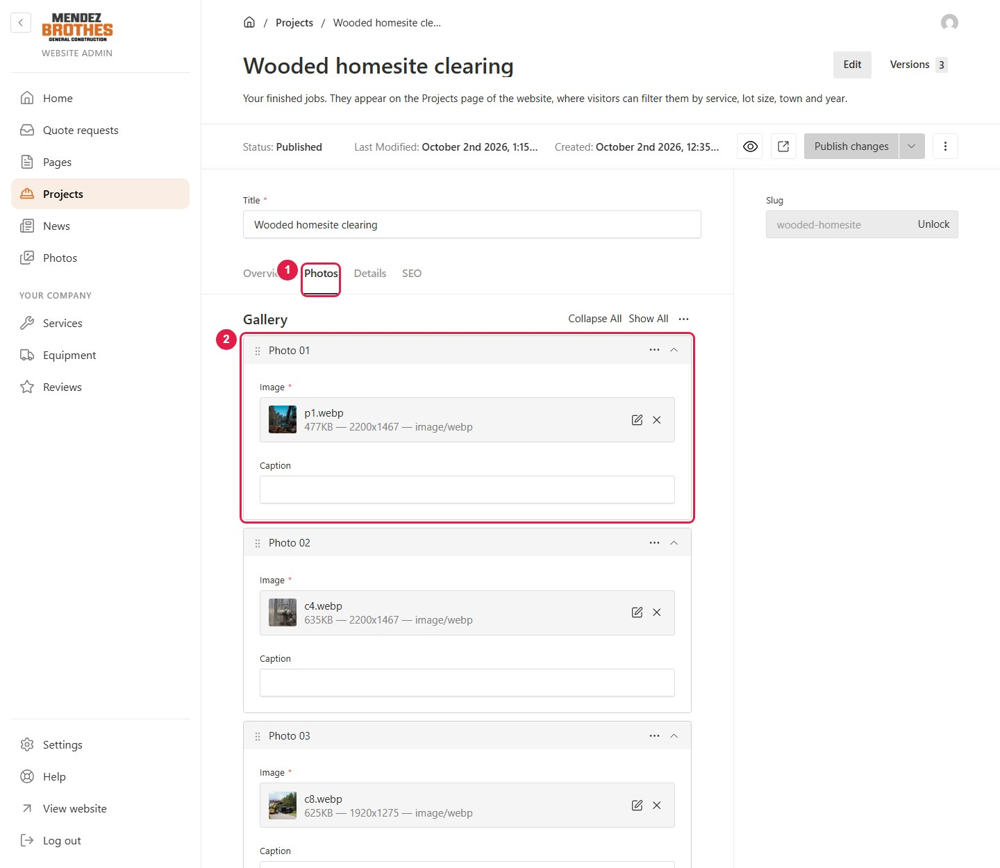 MENDEZ
BROTHES
GENERAL CONSTRUCTION
WEBSITE ADMIN
Home
Quote requests
Pages
Projects
News
Photos
YOUR COMPANY
Services
Equipment
Reviews
Settings
Help
View website
Log out
/ Projects / Wooded homesite cle...
Wooded homesite clearing
Edit Versions 3
Your finished jobs. They appear on the Projects page of the website, where visitors can filter them by service, lot size, town and year.
Status: Published Last Modified: October 2nd 2026, 1:15... Created: October 2nd 2026, 12:35...
Publish changes
Title *
Wooded homesite clearing
Slug
wooded-homesite Unlock
Overvi 1 Photos Details SEO
Gallery Collapse All Show All
2
Photo 01
Image *
p1.webp
477KB — 2200x1467 — image/webp
Caption
Photo 02
Image *
c4.webp
635KB — 2200x1467 — image/webp
Caption
Photo 03
Image *
c8.webp
625KB — 1920x1275 — image/webp
Caption